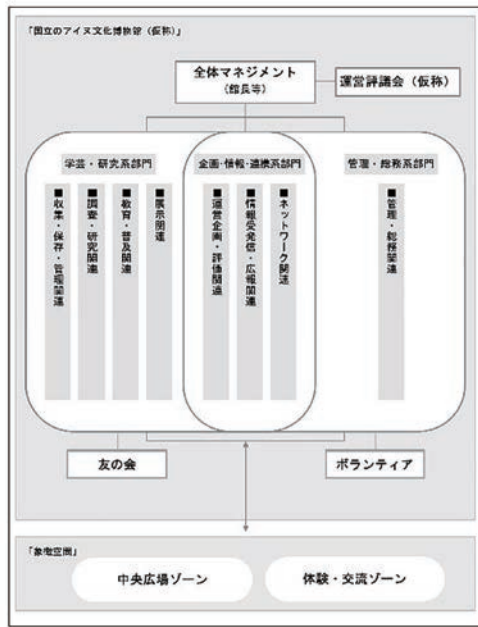 「国立のアイヌ文化博物館（仮称）」
全体マネジメント
（館長等）
運営評議会（仮称）
学芸・研究系部門
企画・情報・連携系部門
管理・総務系部門
■収集・保存・管理関連
■調査・研究関連
■教育・普及関連
■展示関連
■運営企画・評価関連
■情報受発信・広報関連
■ネットワーク関連
■管理・総務関連
友の会
ボランティア
「象徴空間」
中央広場ゾーン
体験・交流ゾーン